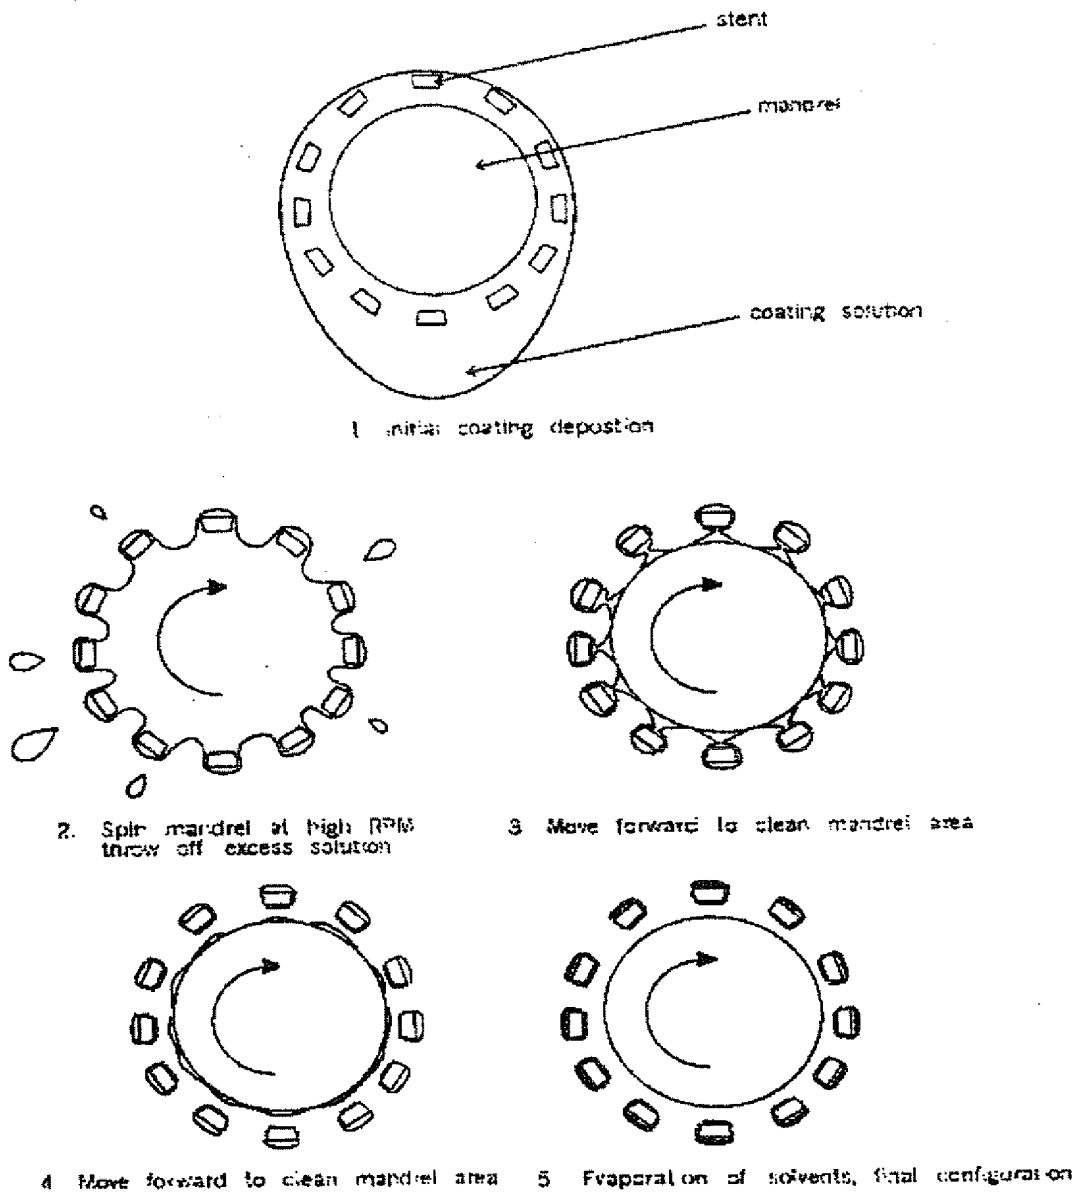 stent
mandrel
coating solution
1 initial coating depostion
2. Spin mandrel at high RPM
throw off excess solution
3 Move forward to clean mandrel area
4 Move forward to clean mandrel area
5 Evaporation of solvents, final configuration